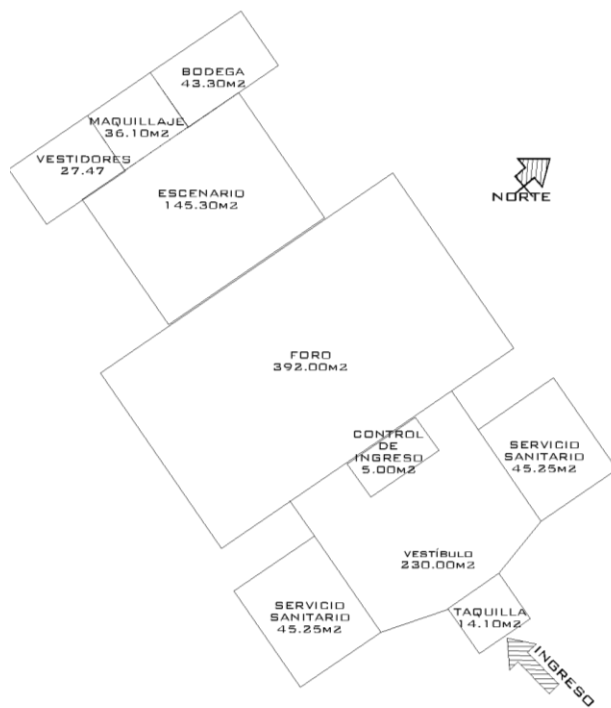 BODEGA
43.30M2
MAQUILLAJE
36.10M2
VESTIDORES
27.47
ESCENARIO
145.30M2
NORTE
FORO
392.00M2
CONTROL
DE
INGRESO
5.00M2
SERVICIO
SANITARIO
45.25M2
VESTÍBULO
230.00M2
SERVICIO
SANITARIO
45.25M2
TAQUILLA
14.10M2
INGRESO